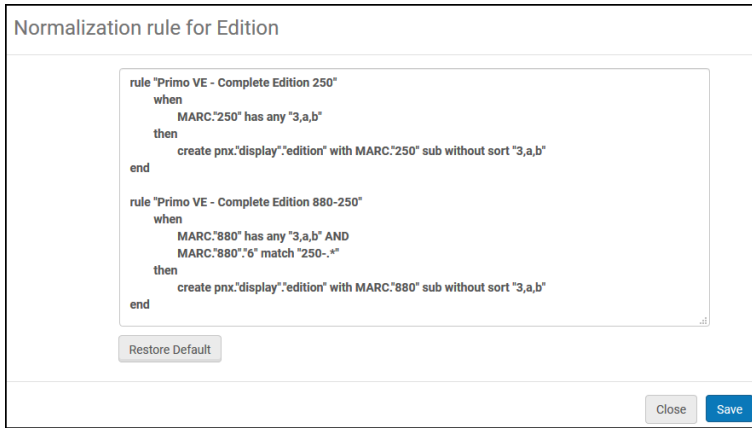 Normalization rule for Edition
rule "Primo VE - Complete Edition 250"
when
MARC."250" has any "3,a,b"
then
create pnx."display"."edition" with MARC."250" sub without sort "3,a,b"
end
rule "Primo VE - Complete Edition 880-250"
when
MARC."880" has any "3,a,b" AND
MARC."880"."6" match "250-.*"
then
create pnx."display"."edition" with MARC."880" sub without sort "3,a,b"
end
Restore Default
Close Save